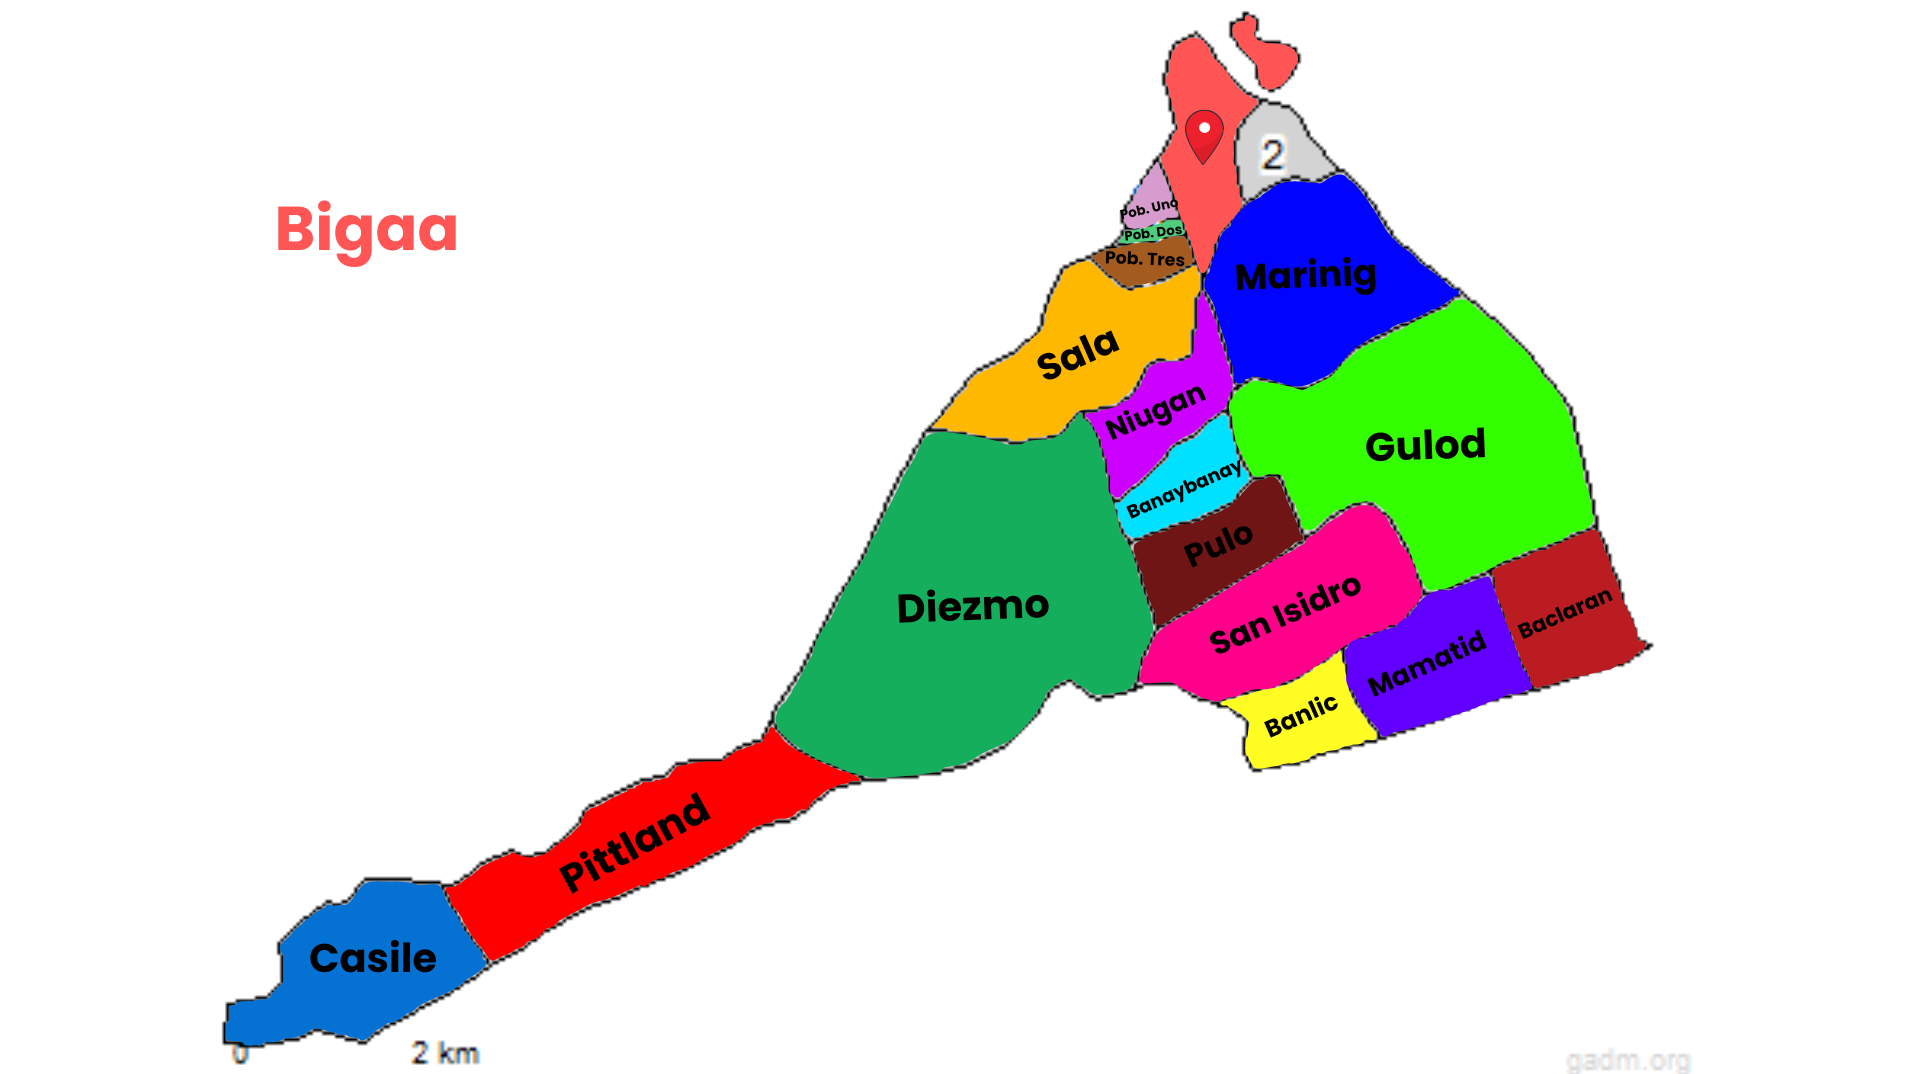 2
Pob. Uno
Bigaa
Pob. Dos
Pob. Tres
Marinig
Sala
Niugan
Gulod
Banaybanay
Pulo
Diezmo
San Isidro
Baclaran
Mamatid
Banlic
Pittland
Casile
0 2 km
gadm.org